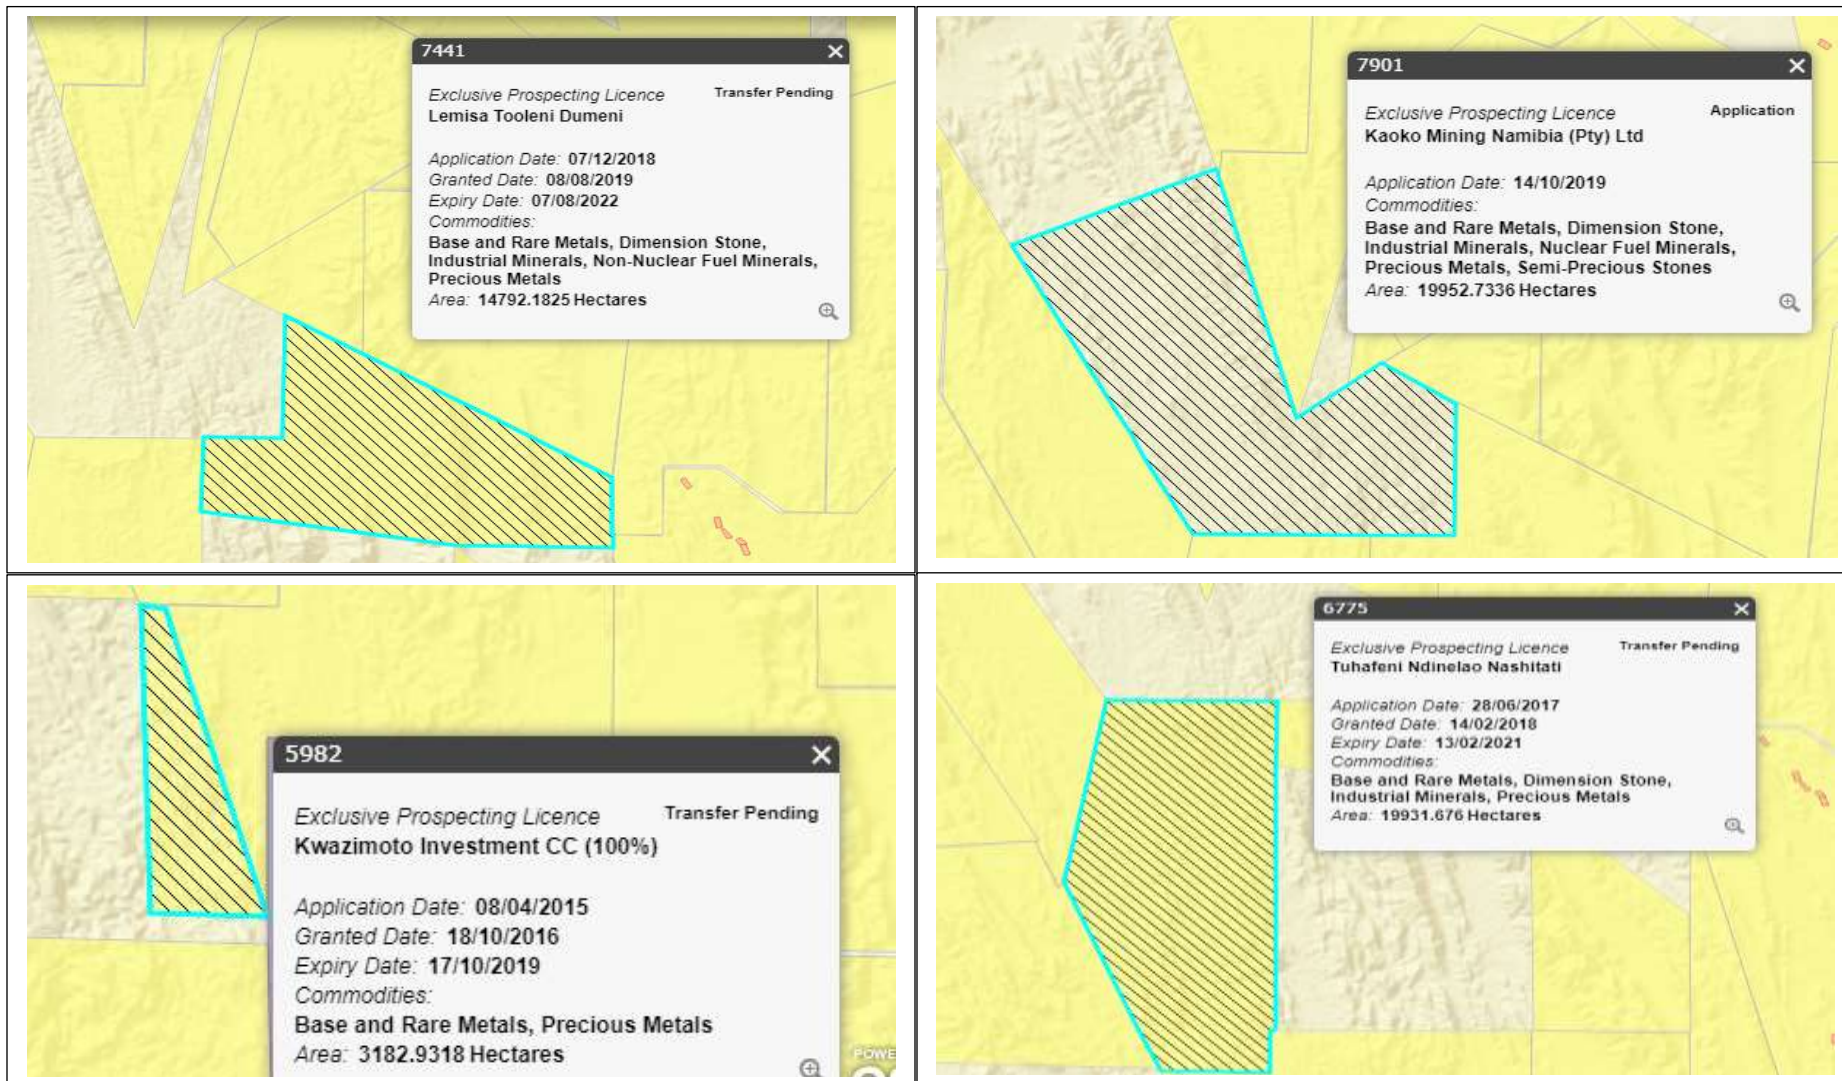 7441
Exclusive Prospecting Licence Transfer Pending
Lemisa Tooleni Dumeni
Application Date: 07/12/2018
Granted Date: 08/08/2019
Expiry Date: 07/08/2022
Commodities:
Base and Rare Metals, Dimension Stone,
Industrial Minerals, Non-Nuclear Fuel Minerals,
Precious Metals
Area: 14792.1825 Hectares
7901
Exclusive Prospecting Licence Application
Kaoko Mining Namibia (Pty) Ltd
Application Date: 14/10/2019
Commodities:
Base and Rare Metals, Dimension Stone,
Industrial Minerals, Nuclear Fuel Minerals,
Precious Metals, Semi-Precious Stones
Area: 19952.7336 Hectares
5982
Exclusive Prospecting Licence Transfer Pending
Kwazimoto Investment CC (100%)
Application Date: 08/04/2015
Granted Date: 18/10/2016
Expiry Date: 17/10/2019
Commodities:
Base and Rare Metals, Precious Metals
Area: 3182.9318 Hectares
POWE
6775
Exclusive Prospecting Licence Transfer Pending
Tuhafeni Ndinelao Nashitati
Application Date: 28/06/2017
Granted Date: 14/02/2018
Expiry Date: 13/02/2021
Commodities:
Base and Rare Metals, Dimension Stone,
Industrial Minerals, Precious Metals
Area: 19931.676 Hectares